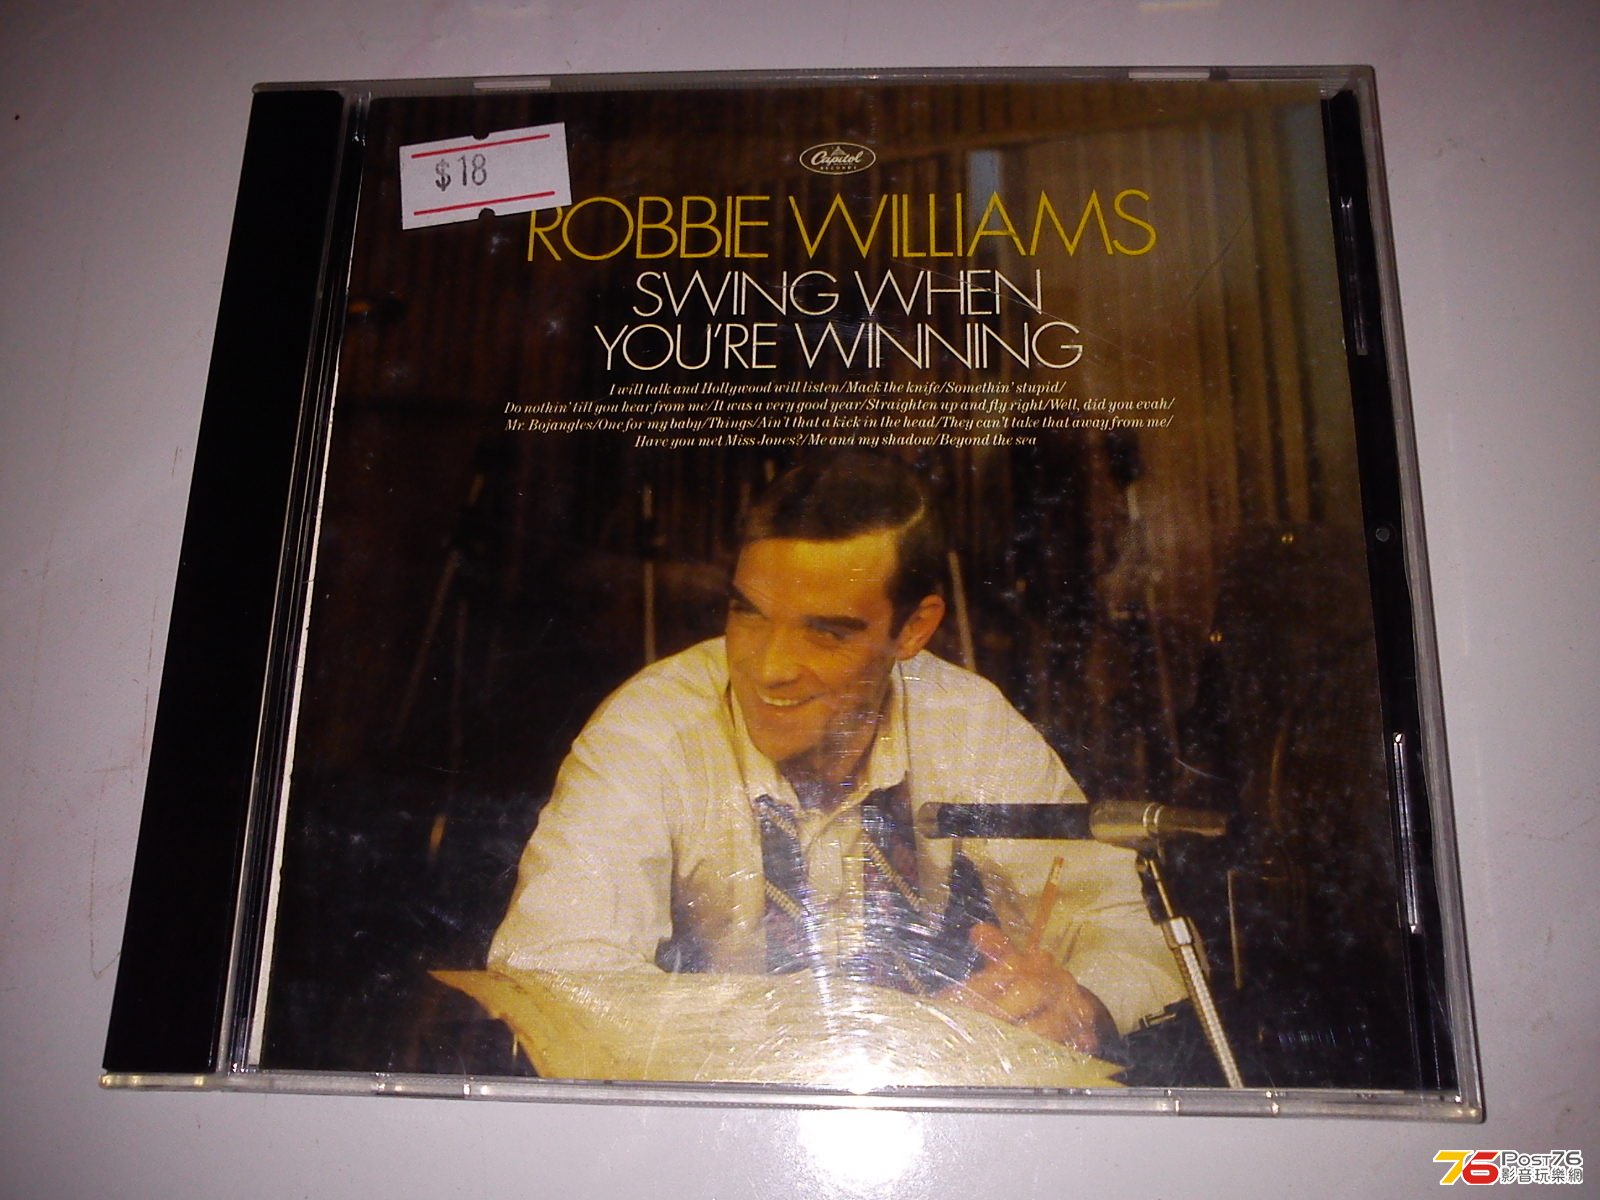 $18
Capitol
RECORDS
ROBBIE WILLIAMS
SWING WHEN
YOU'RE WINNING
I will talk and Hollywood will listen/Mack the knife/Somethin' stupid/
Do nothin' till you hear from me/It was a very good year/Straighten up and fly right/Well, did you evah/
Mr. Bojangles/One for my baby/Things/Ain't that a kick in the head/They can't take that away from me/
Have you met Miss Jones?/Me and my shadow/Beyond the sea
76 POST76
影音玩樂網